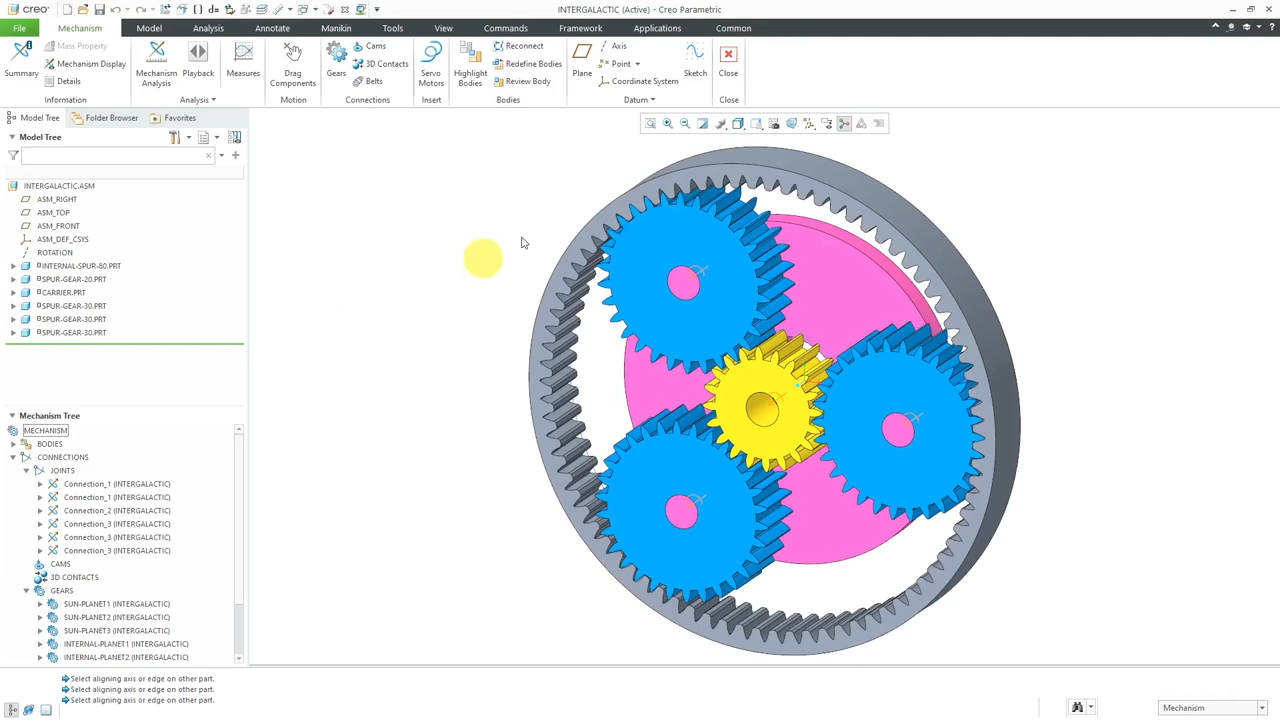 creo INTERGALACTIC (Active) - Creo Parametric
File Mechanism Model Analysis Annotate Manikin Tools View Commands Framework Applications Common
Summary
Mass Property
Mechanism Display
Details
Information
Mechanism Analysis
Playback
Measures
Analysis
Drag Components
Motion
Gears
Cams
3D Contacts
Belts
Connections
Servo Motors
Insert
Highlight Bodies
Reconnect
Redefine Bodies
Review Body
Bodies
Plane
Axis
Point
Coordinate System
Sketch
Datum
Close
Close
Model Tree Folder Browser Favorites
Model Tree
INTERGALACTIC.ASM
ASM_RIGHT
ASM_TOP
ASM_FRONT
ASM_DEF_CSYS
ROTATION
INTERNAL-SPUR-80.PRT
SPUR-GEAR-20.PRT
CARRIER.PRT
SPUR-GEAR-30.PRT
SPUR-GEAR-30.PRT
SPUR-GEAR-30.PRT
Mechanism Tree
MECHANISM
BODIES
CONNECTIONS
JOINTS
Connection_1 (INTERGALACTIC)
Connection_1 (INTERGALACTIC)
Connection_2 (INTERGALACTIC)
Connection_3 (INTERGALACTIC)
Connection_3 (INTERGALACTIC)
Connection_3 (INTERGALACTIC)
CAMS
3D CONTACTS
GEARS
SUN-PLANET1 (INTERGALACTIC)
SUN-PLANET2 (INTERGALACTIC)
SUN-PLANET3 (INTERGALACTIC)
INTERNAL-PLANET1 (INTERGALACTIC)
INTERNAL-PLANET2 (INTERGALACTIC)
Select aligning axis or edge on other part.
Select aligning axis or edge on other part.
Select aligning axis or edge on other part.
Mechanism